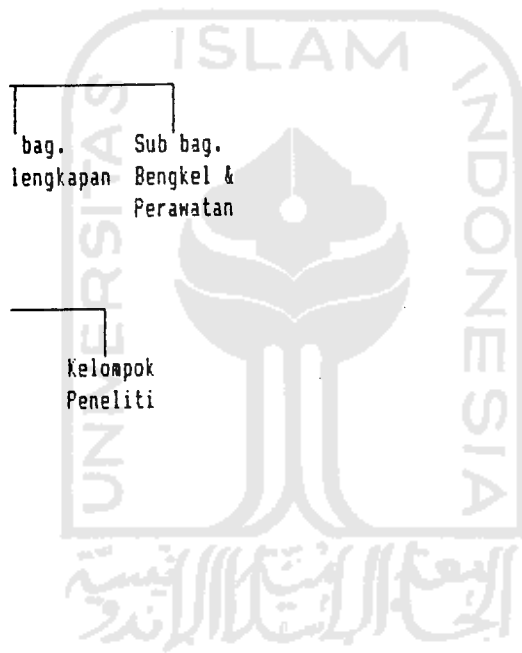 ISLAM
UNIVERSITAS
INDONESIA
bag. Sub bag.
lengkapan Bengkel &
Perawatan
Kelompok
Peneliti